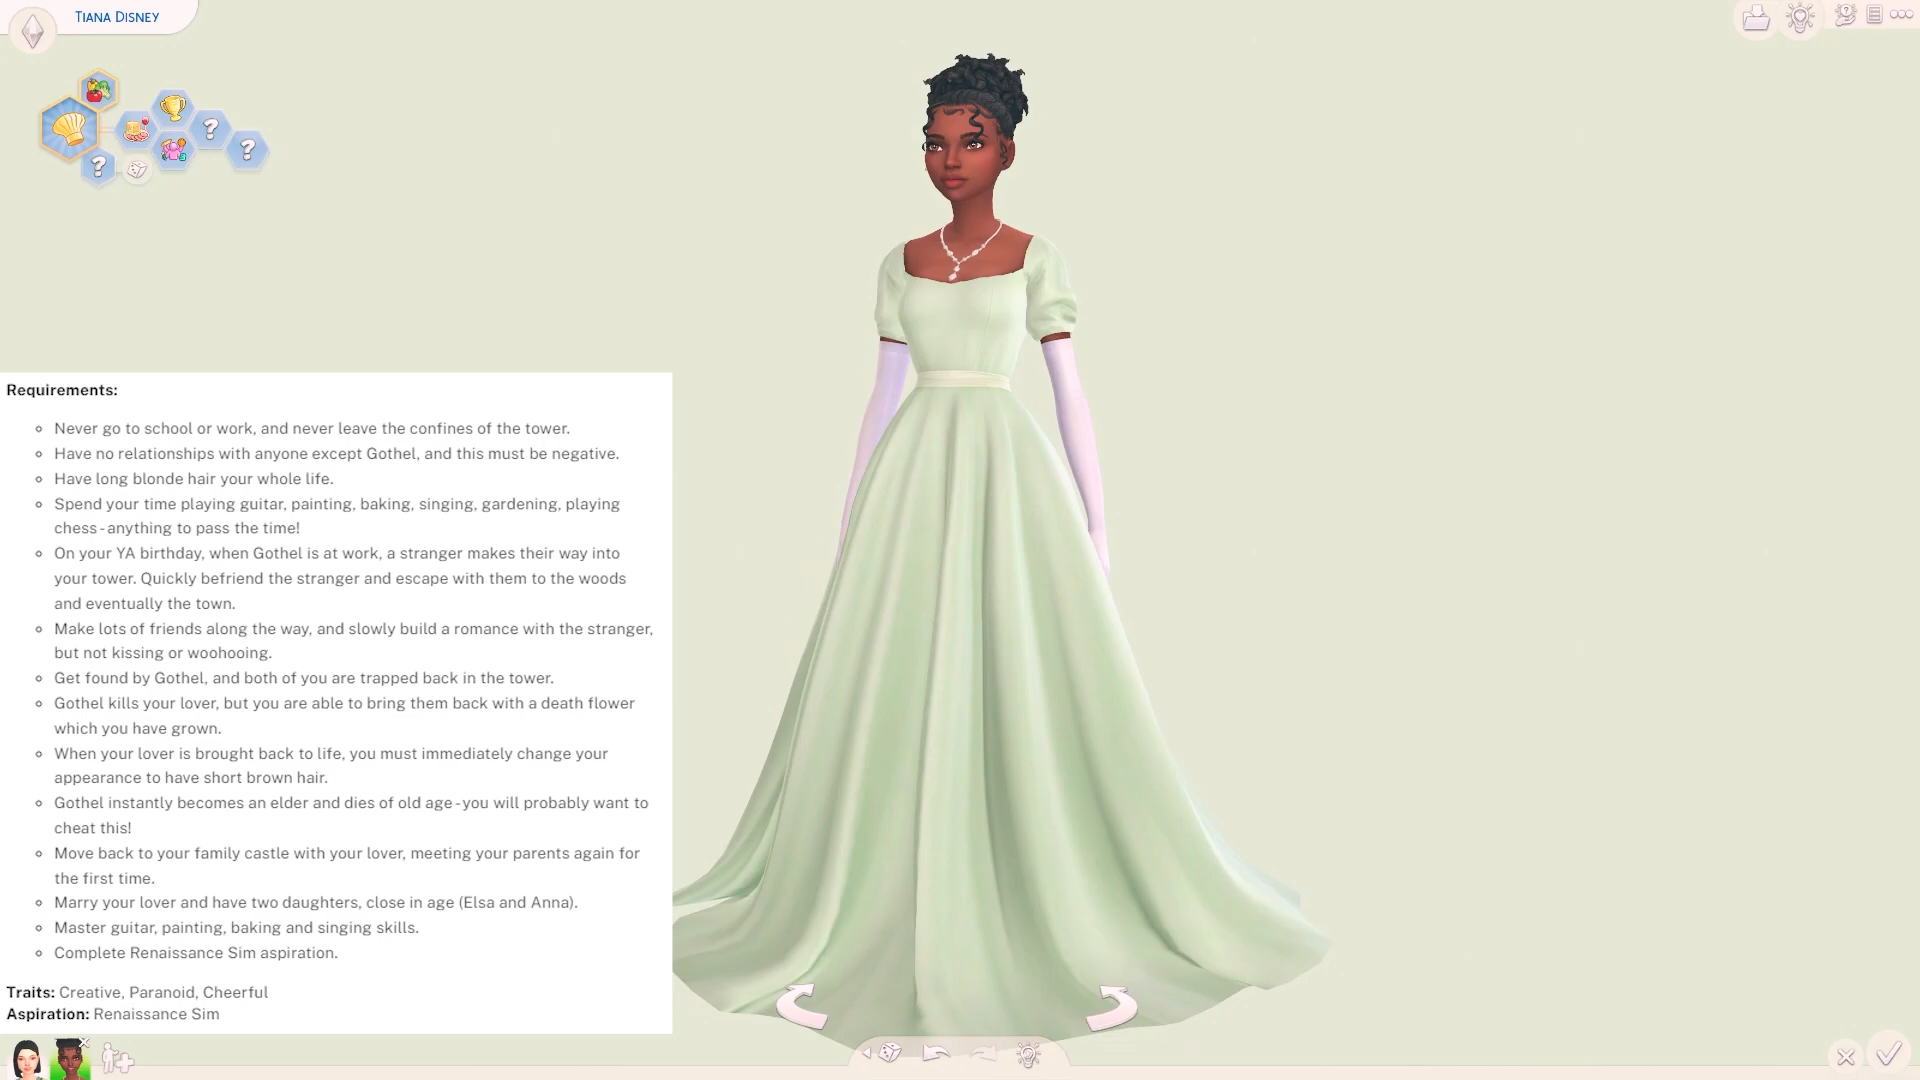 Tiana Disney
Requirements:
Never go to school or work, and never leave the confines of the tower.
Have no relationships with anyone except Gothel, and this must be negative.
Have long blonde hair your whole life.
Spend your time playing guitar, painting, baking, singing, gardening, playing
chess - anything to pass the time!
On your YA birthday, when Gothel is at work, a stranger makes their way into
your tower. Quickly befriend the stranger and escape with them to the woods
and eventually the town.
Make lots of friends along the way, and slowly build a romance with the stranger,
but not kissing or woohooing.
Get found by Gothel, and both of you are trapped back in the tower.
Gothel kills your lover, but you are able to bring them back with a death flower
which you have grown.
When your lover is brought back to life, you must immediately change your
appearance to have short brown hair.
Gothel instantly becomes an elder and dies of old age - you will probably want to
cheat this!
Move back to your family castle with your lover, meeting your parents again for
the first time.
Marry your lover and have two daughters, close in age (Elsa and Anna).
Master guitar, painting, baking and singing skills.
Complete Renaissance Sim aspiration.
Traits: Creative, Paranoid, Cheerful
Aspiration: Renaissance Sim